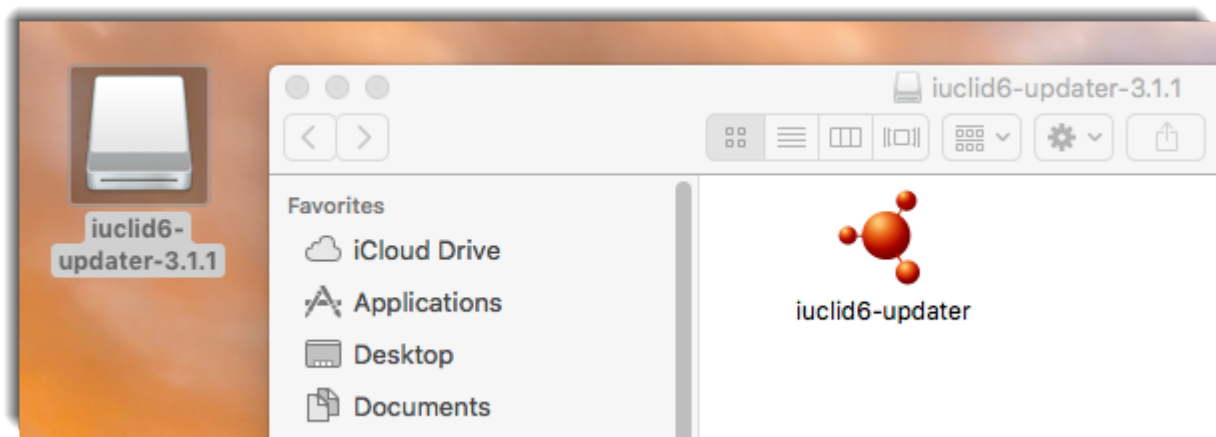 iuclid6-updater-3.1.1
iuclid6-
updater-3.1.1
Favorites
iCloud Drive
Applications
Desktop
Documents
iuclid6-updater